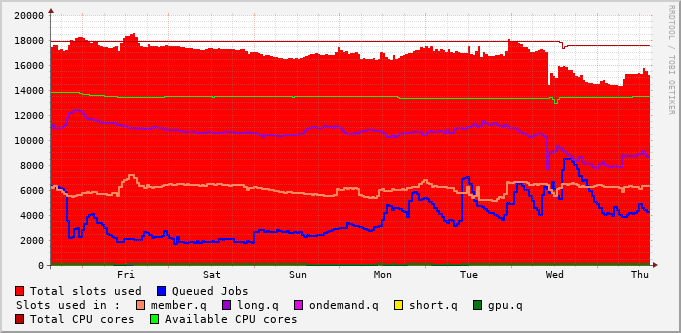 RRDTOOL / TOBI OETIKER
20000
18000
16000
14000
12000
10000
8000
6000
4000
2000
0
Fri Sat Sun Mon Tue Wed Thu
Total slots used Queued Jobs
Slots used in : member.q long.q ondemand.q short.q gpu.q
Total CPU cores Available CPU cores